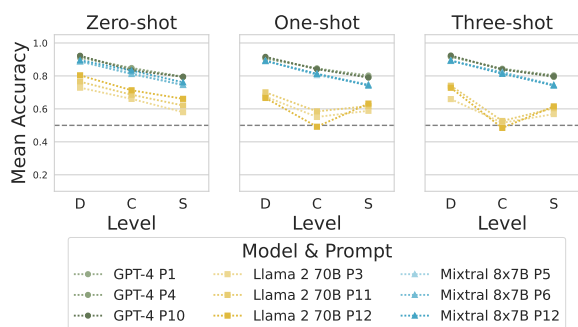 Zero-shot One-shot Three-shot
Mean Accuracy
1.0
0.8
0.6
0.4
0.2
D C S D C S D C S
Level Level Level
Model & Prompt
GPT-4 P1 Llama 2 70B P3 Mixtral 8x7B P5
GPT-4 P4 Llama 2 70B P11 Mixtral 8x7B P6
GPT-4 P10 Llama 2 70B P12 Mixtral 8x7B P12